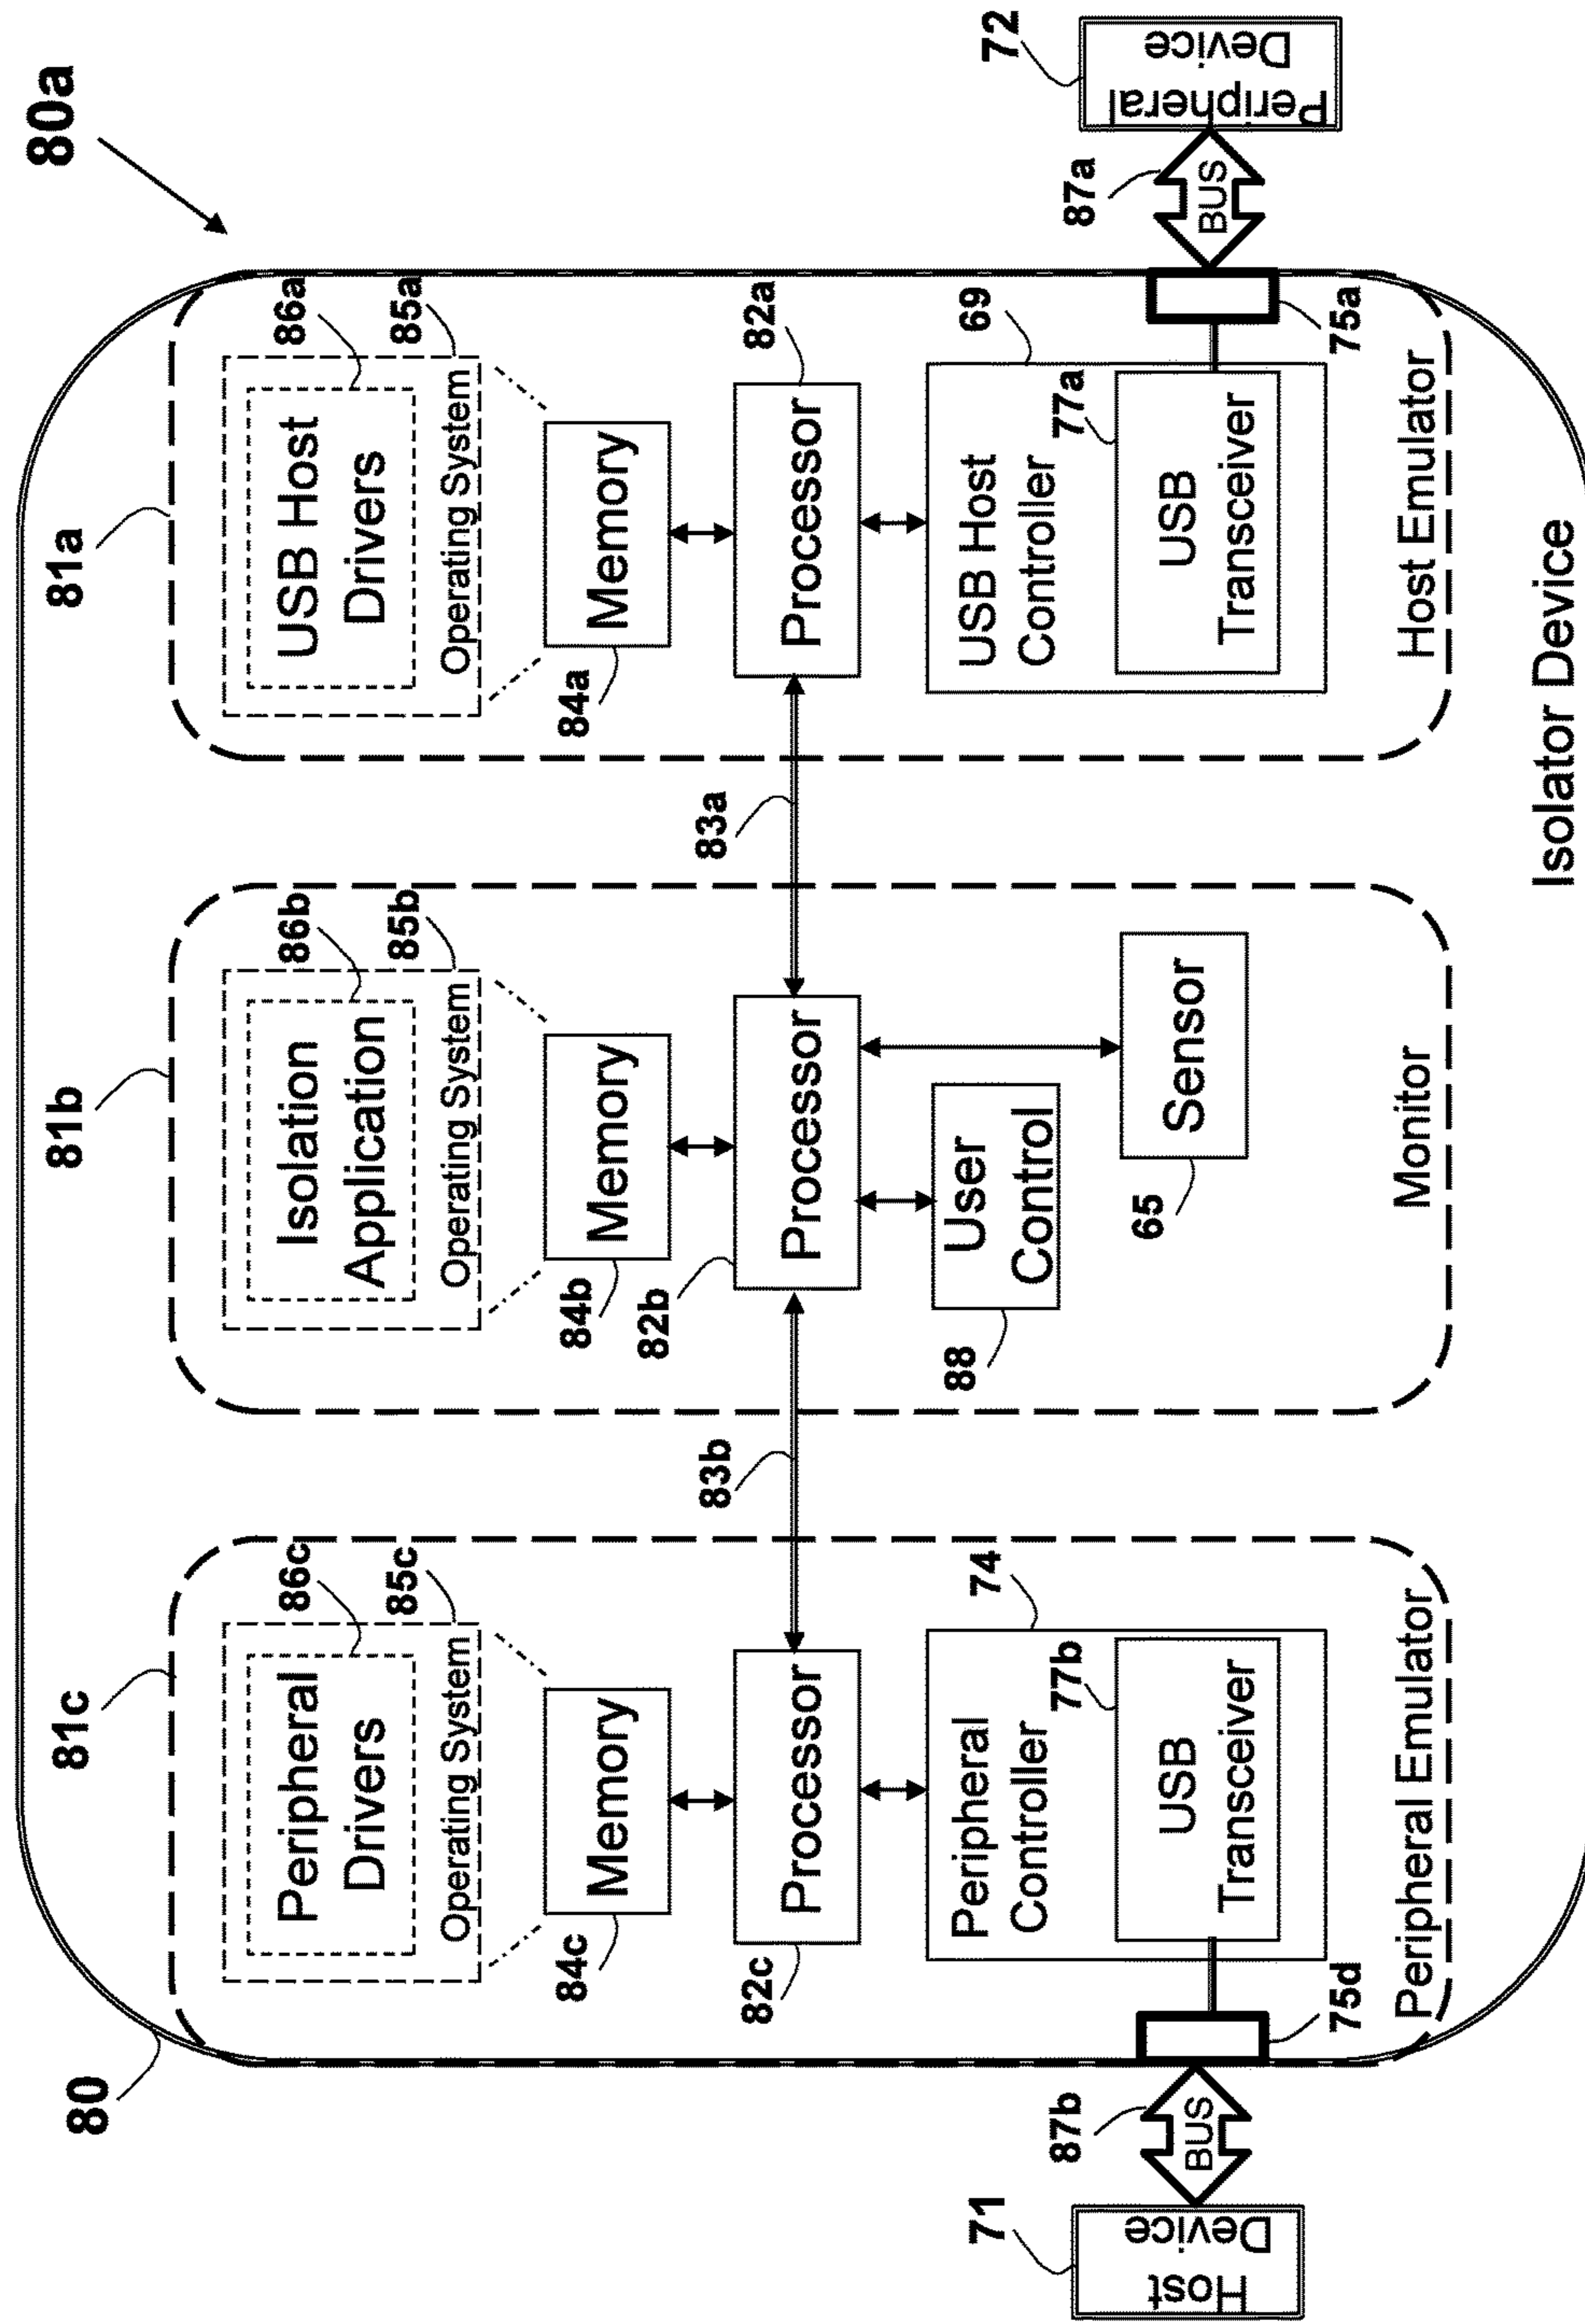 80a
80
81c
81b
81a
86c
Peripheral
Drivers
85c
Operating System
86b
Isolation
Application
85b
Operating System
86a
USB Host
Drivers
85a
Operating System
84c
Memory
84b
Memory
84a
Memory
82c
Processor
83b
82b
Processor
83a
82a
Processor
74
Peripheral
Controller
77b
USB
Transceiver
88
User
Control
65
Sensor
69
USB Host
Controller
77a
USB
Transceiver
71
Host
Device
87b
BUS
75d
75a
87a
BUS
72
Peripheral
Device
Peripheral Emulator
Monitor
Host Emulator
Isolator Device